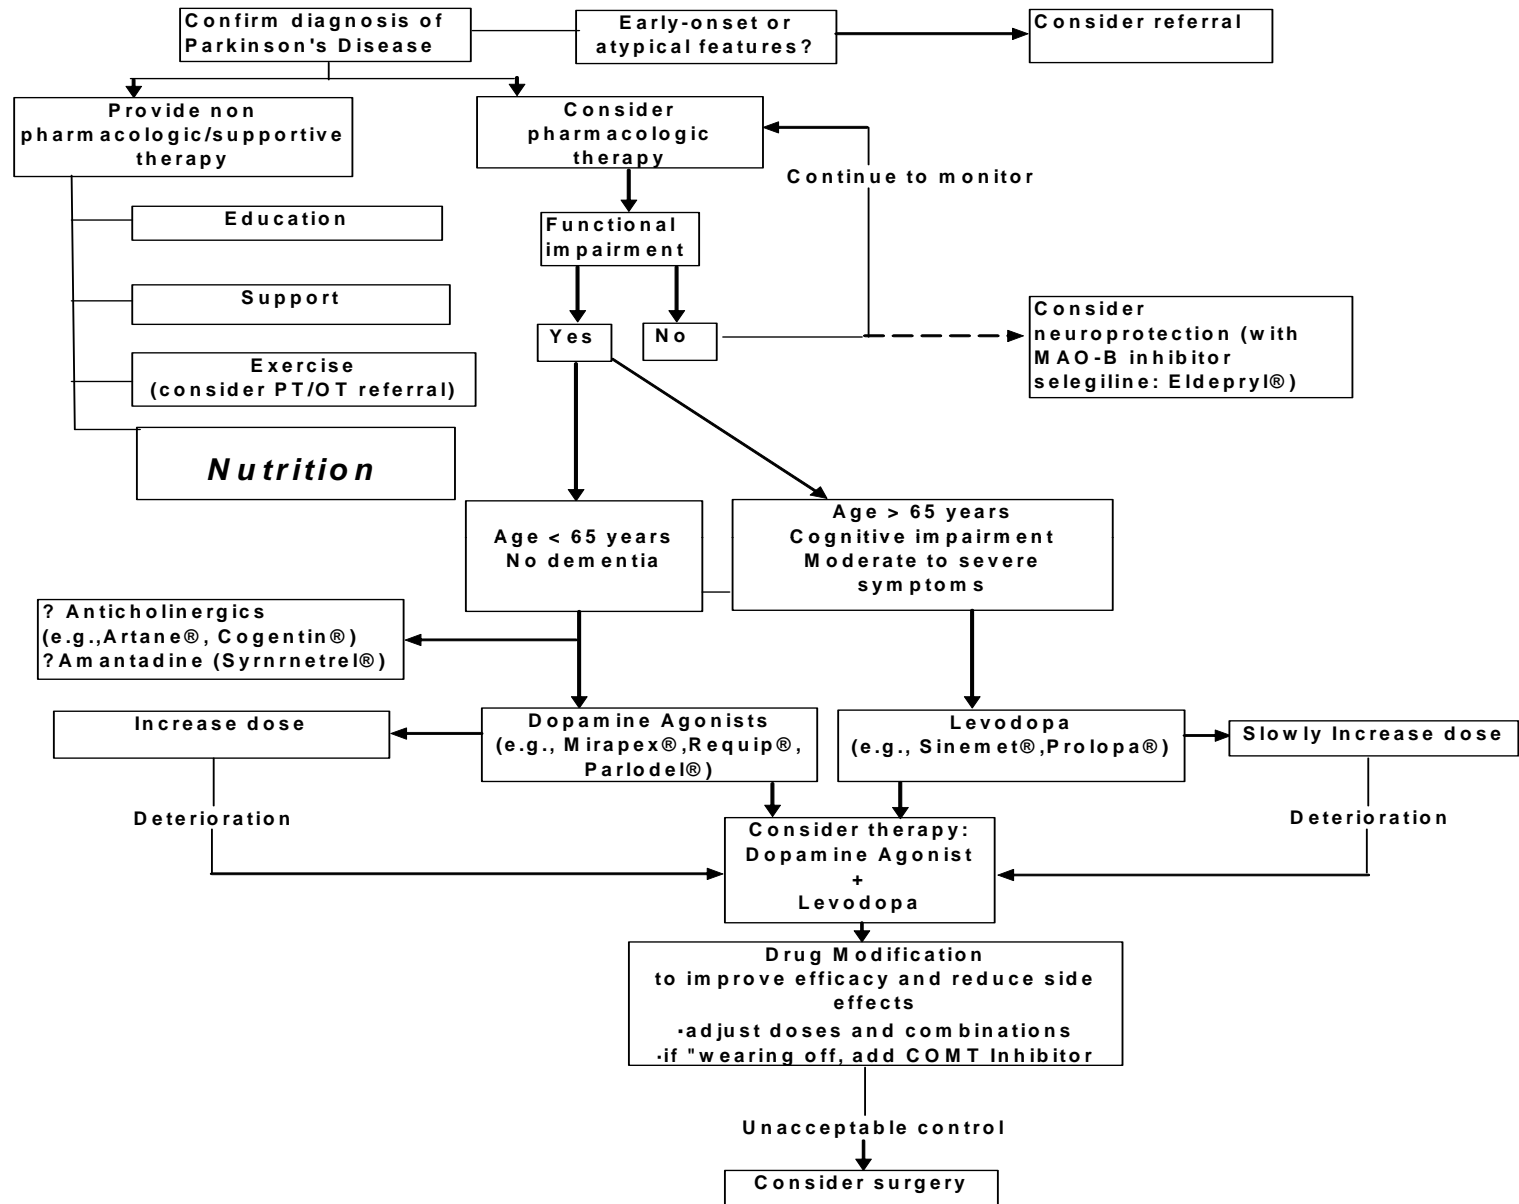 Confirm diagnosis of
Parkinson's Disease
Early-onset or
atypical features?
Consider referral
Provide non
pharmacologic/supportive
therapy
Consider
pharmacologic
therapy
Continue to monitor
Education
Functional
impairment
Support
Yes
No
Consider
neuroprotection (with
MAO-B inhibitor
selegiline: Eldepryl®)
Exercise
(consider PT/OT referral)
Nutrition
Age < 65 years
No dementia
Age > 65 years
Cognitive impairment
Moderate to severe
symptoms
? Anticholinergics
(e.g.,Artane®, Cogentin®)
?Amantadine (Syrnrnetrel®)
Increase dose
Dopamine Agonists
(e.g., Mirapex®,Requip®,
Parlodel®)
Levodopa
(e.g., Sinemet®,Prolopa®)
Slowly Increase dose
Deterioration
Deterioration
Consider therapy:
Dopamine Agonist
+
Levodopa
Drug Modification
to improve efficacy and reduce side
effects
·adjust doses and combinations
·if "wearing off, add COMT Inhibitor
Unacceptable control
Consider surgery